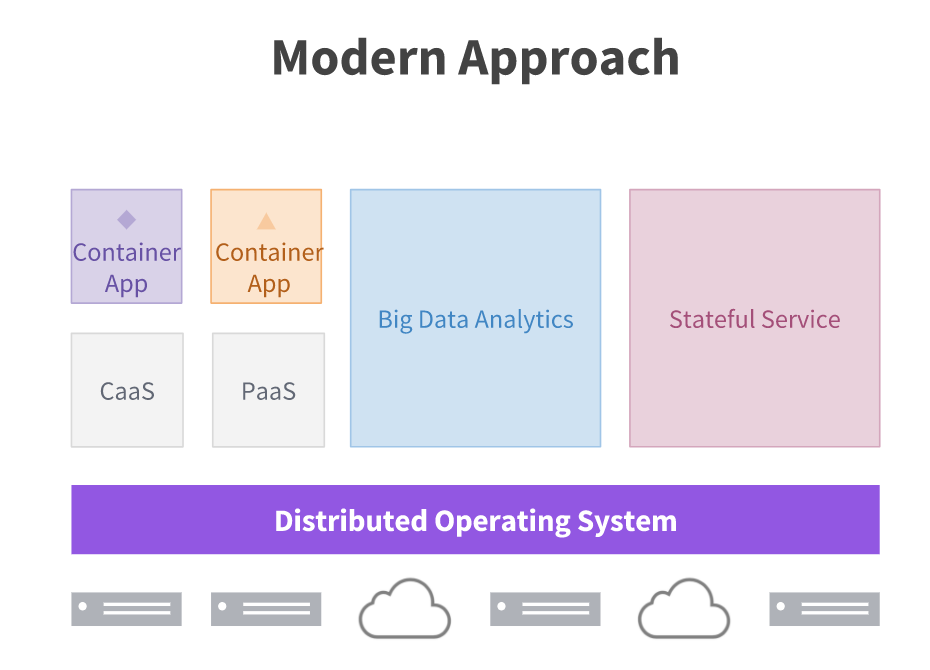 Modern Approach
Container
App
Container
App
Big Data Analytics
Stateful Service
CaaS
PaaS
Distributed Operating System